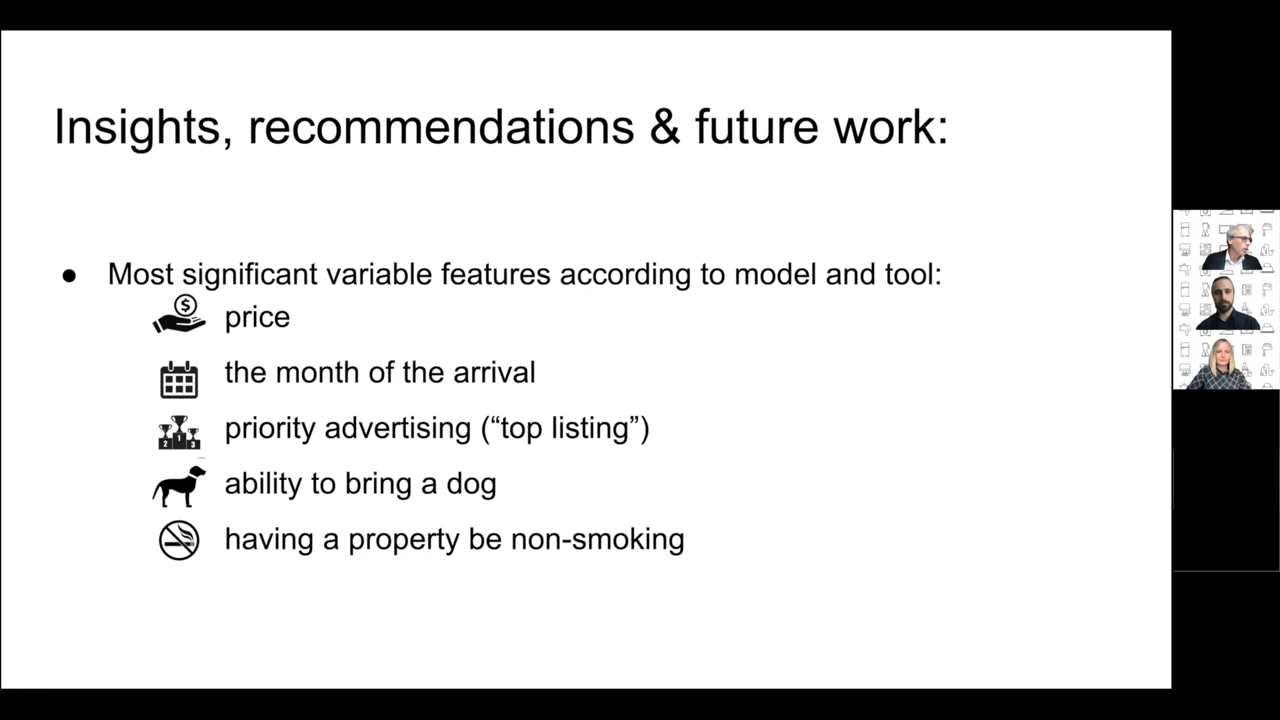 Insights, recommendations & future work:
● Most significant variable features according to model and tool:
price
the month of the arrival
priority advertising (“top listing”)
ability to bring a dog
having a property be non-smoking